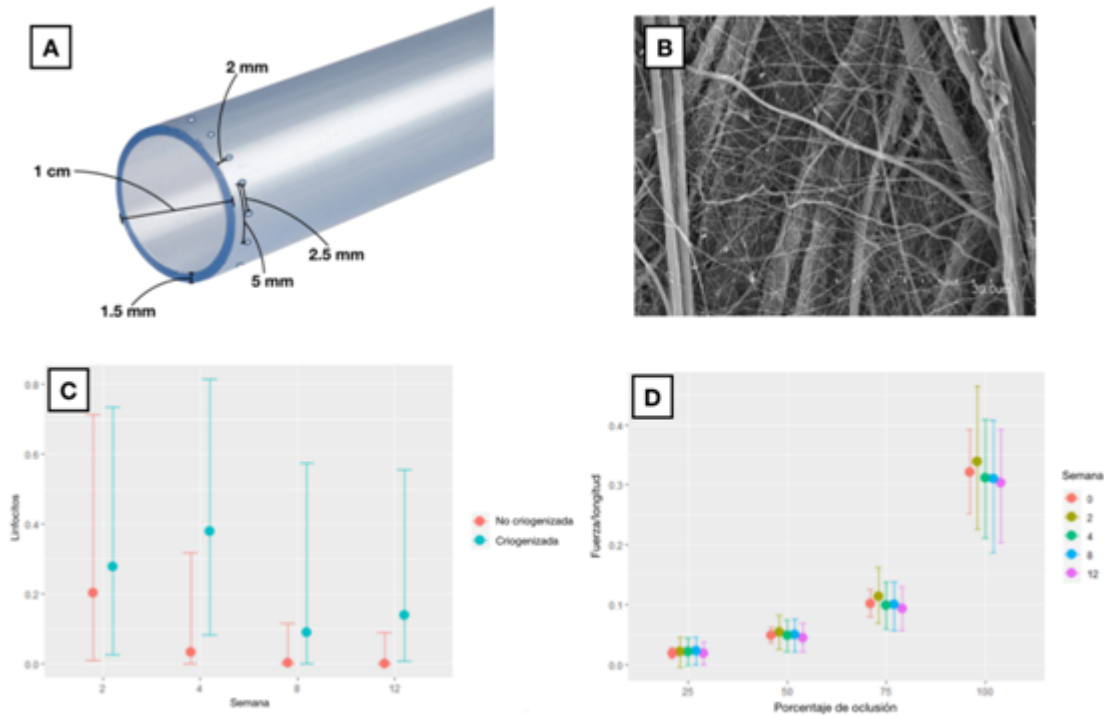 A
2 mm
1 cm
2.5 mm
5 mm
1.5 mm
B
C
0.8
0.6
0.4
0.2
0.0
Linfocitos
2
4
8
12
Semana
No criogenizada
Criogenizada
D
0.4
0.3
0.2
0.1
0.0
Fuerza/longitud
25
50
75
100
Porcentaje de oclusión
Semana
0
2
4
8
12